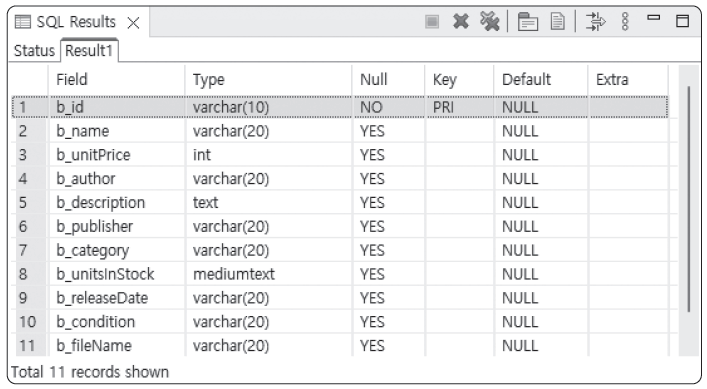 SQL Results
Status Result1
Field Type Null Key Default Extra
1 b_id varchar(10) NO PRI NULL
2 b_name varchar(20) YES NULL
3 b_unitPrice int YES NULL
4 b_author varchar(20) YES NULL
5 b_description text YES NULL
6 b_publisher varchar(20) YES NULL
7 b_category varchar(20) YES NULL
8 b_unitsInStock mediumtext YES NULL
9 b_releaseDate varchar(20) YES NULL
10 b_condition varchar(20) YES NULL
11 b_fileName varchar(20) YES NULL
Total 11 records shown